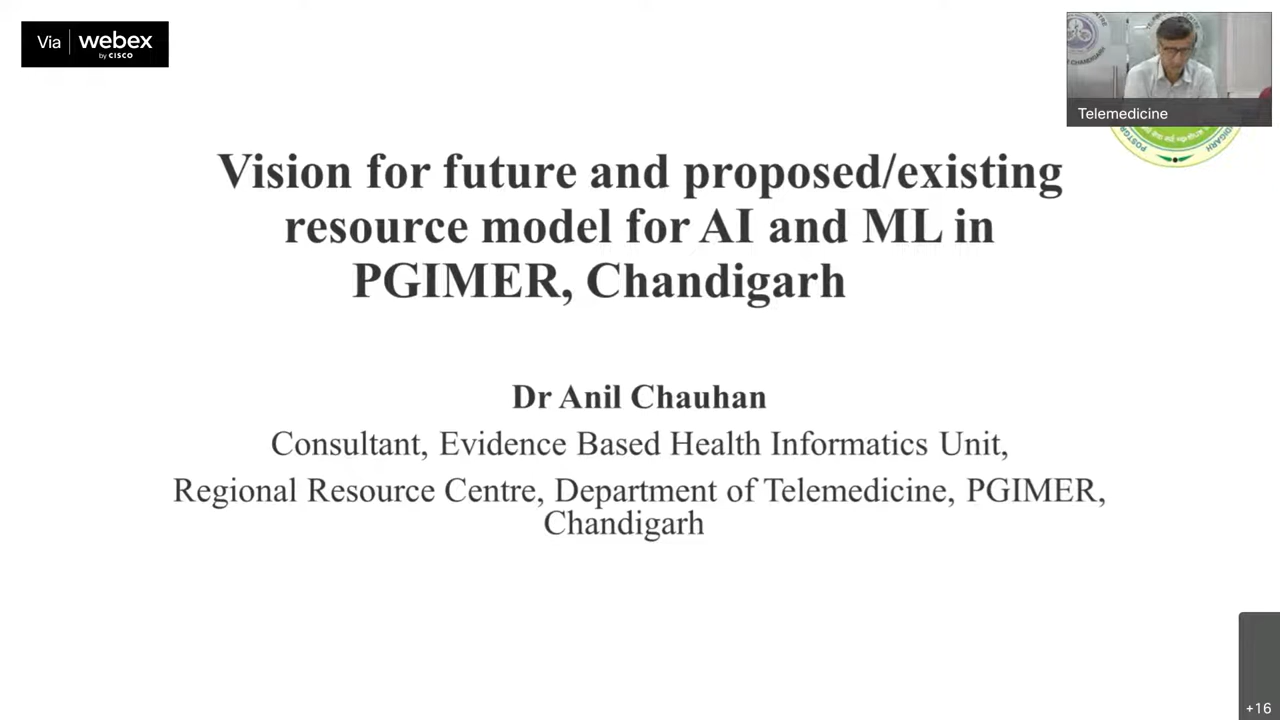 Via webex
by CISCO
Telemedicine
Vision for future and proposed/existing
resource model for AI and ML in
PGIMER, Chandigarh
Dr Anil Chauhan
Consultant, Evidence Based Health Informatics Unit,
Regional Resource Centre, Department of Telemedicine, PGIMER,
Chandigarh
+16